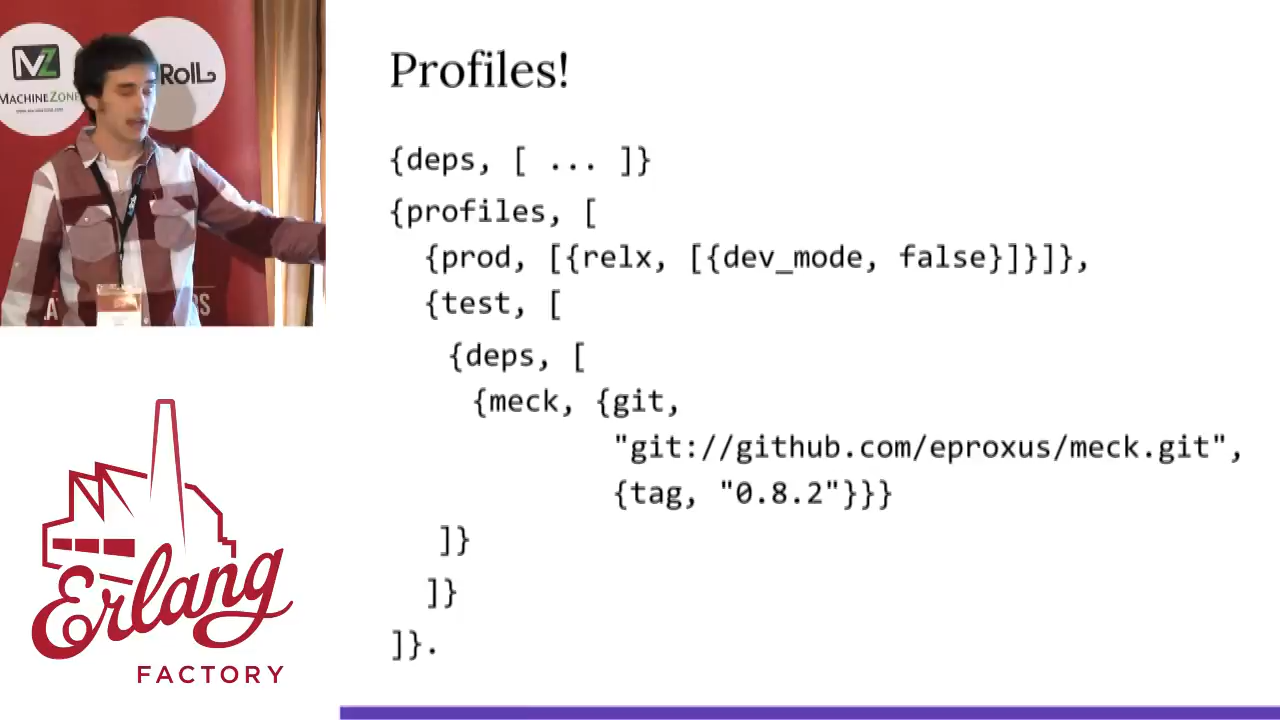 MZ
MACHINEZONE
RollL
Profiles!
{deps, [ ... ]}
{profiles, [
{prod, [{relx, [{dev_mode, false}]}]},
{test, [
{deps, [
{meck, {git,
"git://github.com/eproxus/meck.git",
{tag, "0.8.2"}}}
]}
]}
]}.
Erlang
FACTORY